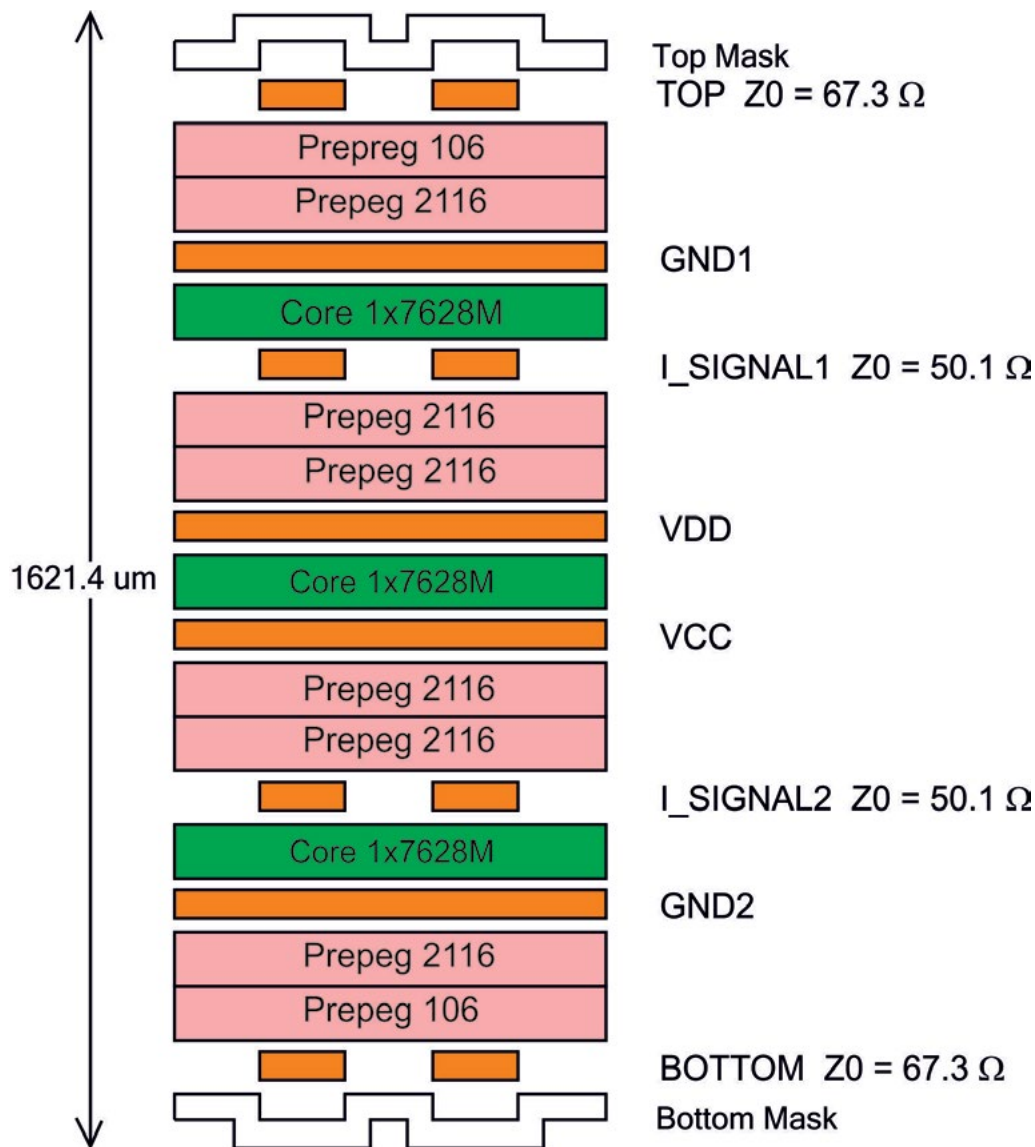 Top Mask
TOP Z0 = 67.3 Ω
Prepreg 106
Prepeg 2116
GND1
Core 1x7628M
I_SIGNAL1 Z0 = 50.1 Ω
Prepeg 2116
Prepeg 2116
VDD
1621.4 um
Core 1x7628M
VCC
Prepeg 2116
Prepeg 2116
I_SIGNAL2 Z0 = 50.1 Ω
Core 1x7628M
GND2
Prepeg 2116
Prepeg 106
BOTTOM Z0 = 67.3 Ω
Bottom Mask